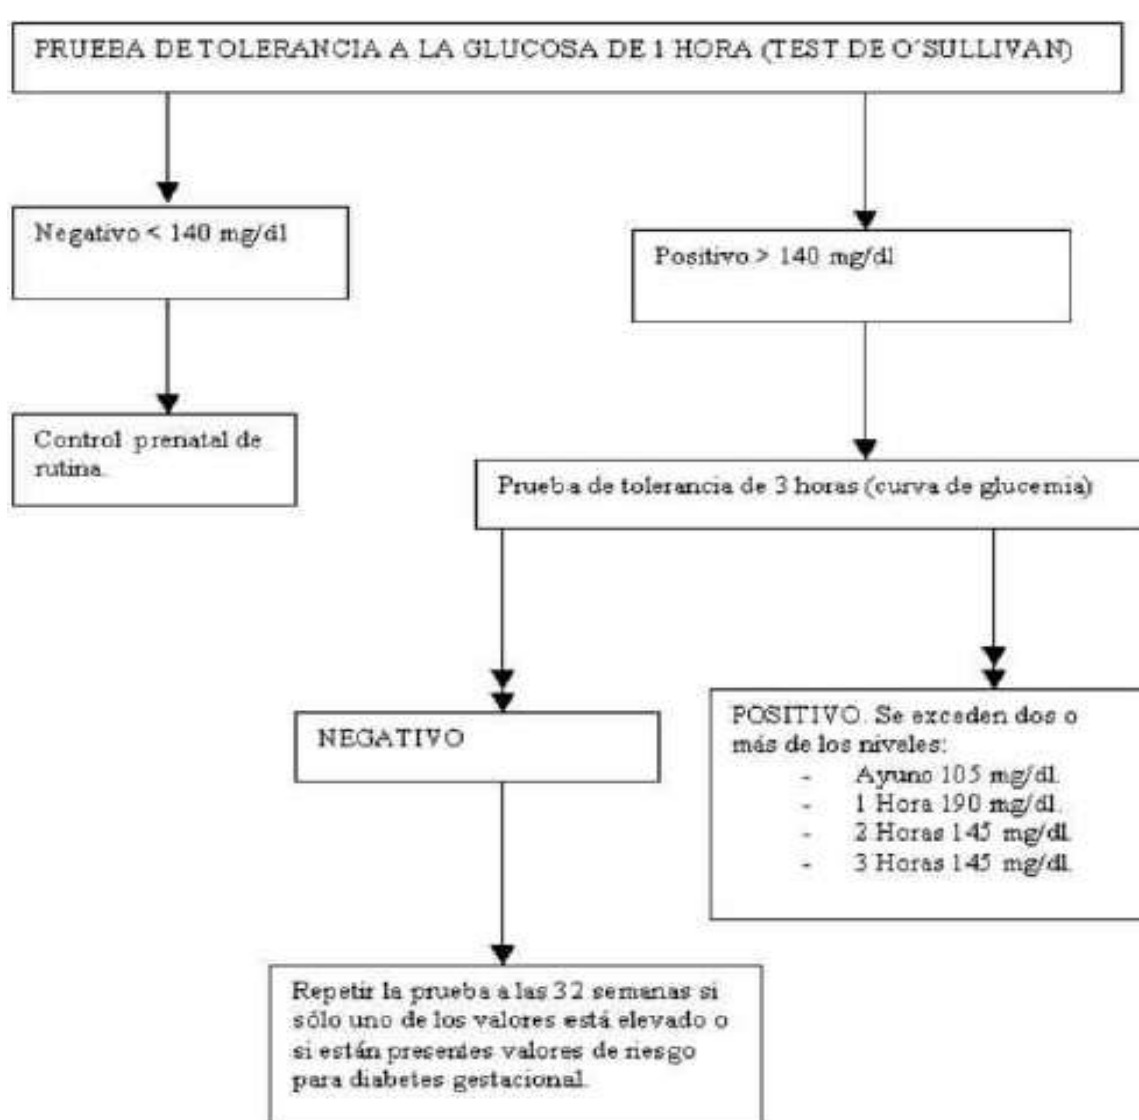 PRUEBA DE TOLERANCIA A LA GLUCOSA DE 1 HORA (TEST DE O´SULLIVAN)
Negativo < 140 mg/dl
Positivo > 140 mg/dl
Control prenatal de
rutina.
Prueba de tolerancia de 3 horas (curva de glucemia)
NEGATIVO
POSITIVO. Se exceden dos o
más de los niveles:
- Ayuno 105 mg/dl.
- 1 Hora 190 mg/dl.
- 2 Horas 145 mg/dl.
- 3 Horas 145 mg/dl.
Repetir la prueba a las 32 semanas si
sólo uno de los valores está elevado o
si están presentes valores de riesgo
para diabetes gestacional.